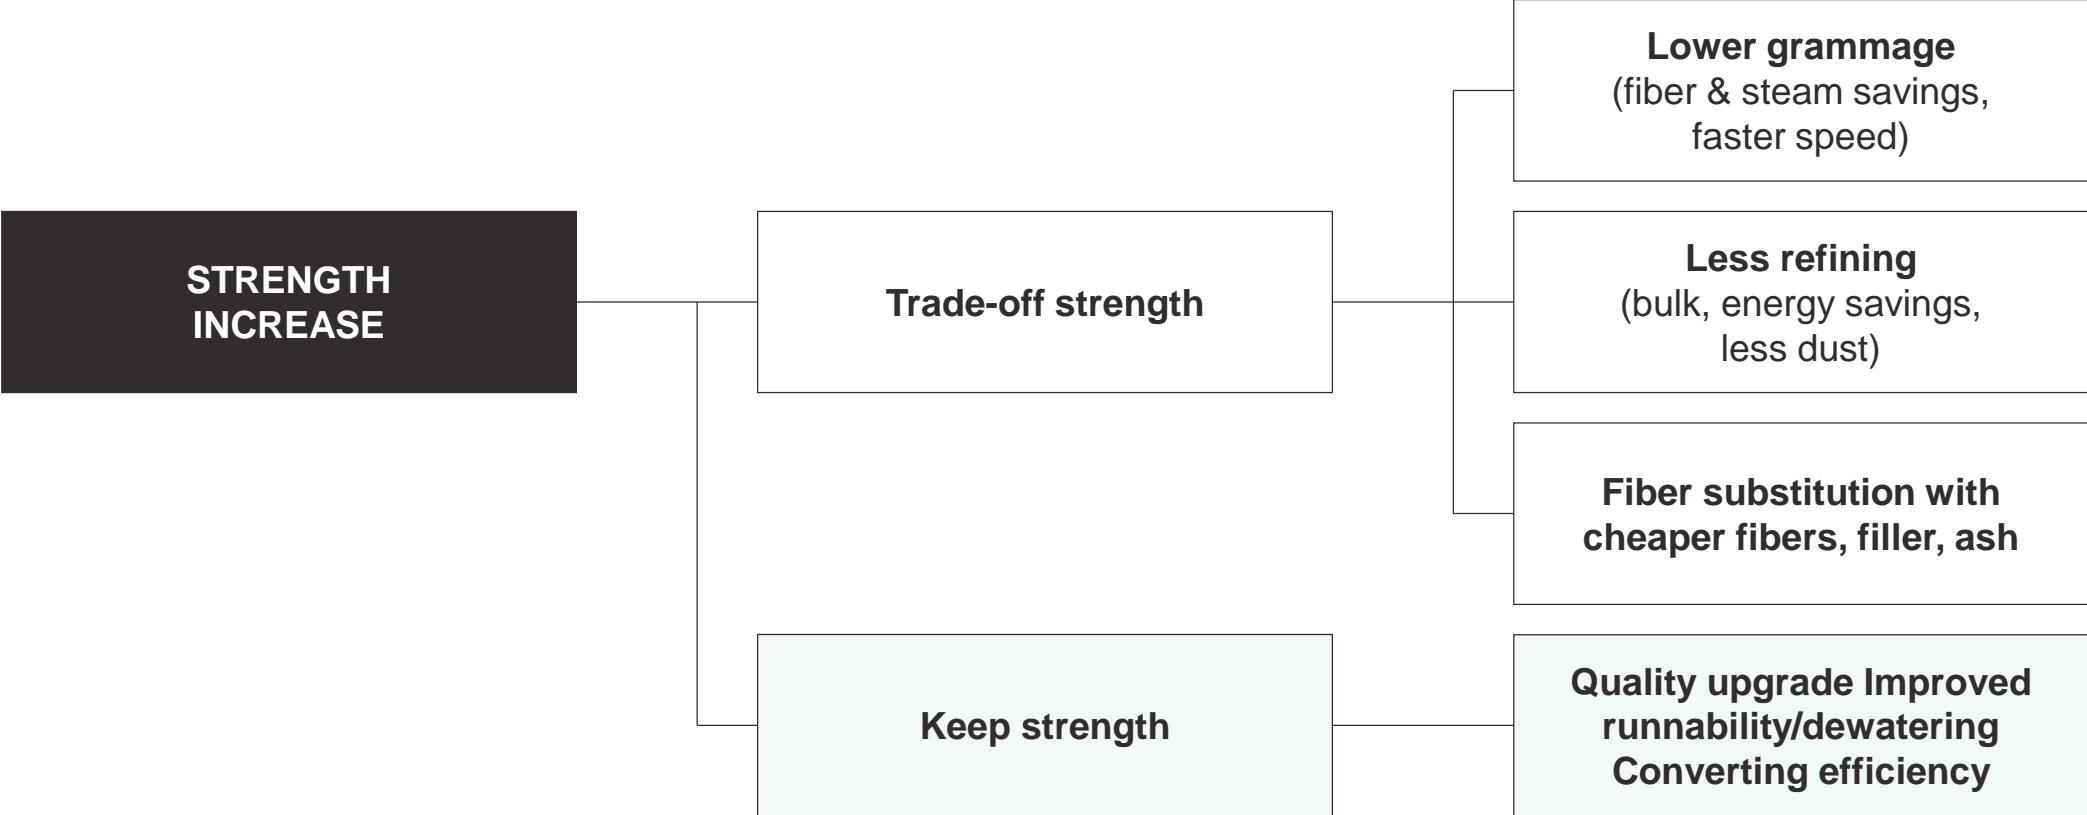 Lower grammage
(fiber & steam savings,
faster speed)
STRENGTH
INCREASE
Trade-off strength
Less refining
(bulk, energy savings,
less dust)
Fiber substitution with
cheaper fibers, filler, ash
Keep strength
Quality upgrade Improved
runnability/dewatering
Converting efficiency